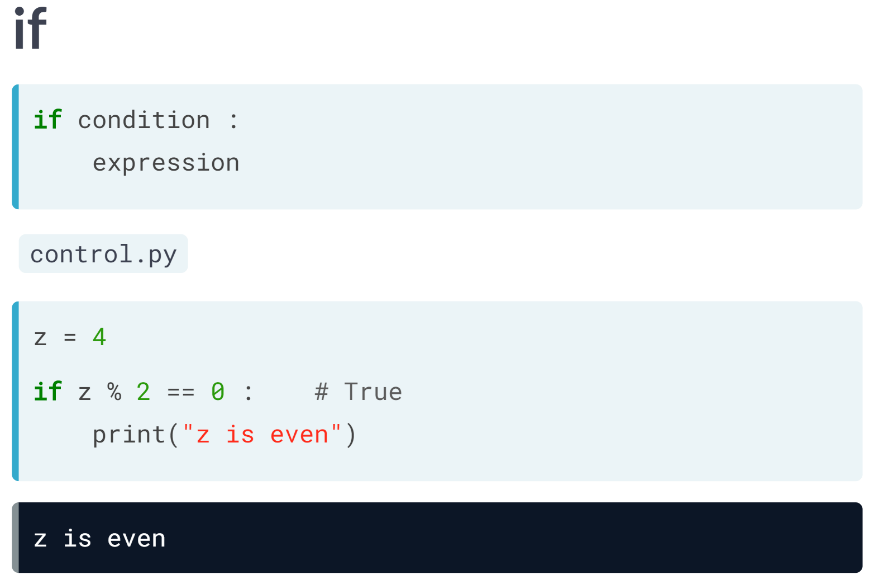 if
if condition :
    expression
control.py
z = 4
if z % 2 == 0 :    # True
    print("z is even")
z is even